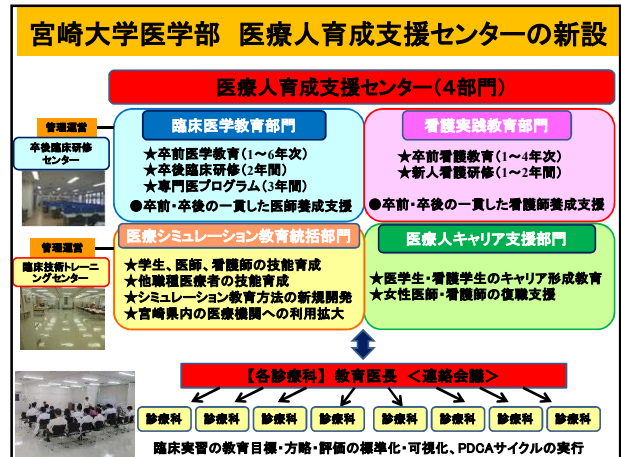 宮崎大学医学部 医療人育成支援センターの新設
医療人育成支援センター(4部門)
管理運営
卒後臨床研修
センター
臨床医学教育部門
★卒前医学教育(1～6年次)
★卒後臨床研修(2年間)
★専門医プログラム(3年間)
●卒前・卒後の一貫した医師養成支援
看護実践教育部門
★卒前看護教育(1～4年次)
★新人看護研修(1～2年間)
●卒前・卒後の一貫した看護師養成支援
管理運営
臨床技術トレーニ
ングセンター
医療シミュレーション教育統括部門
★学生、医師、看護師の技能育成
★他職種医療者の技能育成
★シミュレーション教育方法の新規開発
★宮崎県内の医療機関への利用拡大
医療人キャリア支援部門
★医学生・看護学生のキャリア形成教育
★女性医師・看護師の復職支援
【各診療科】教育医長 ＜連絡会議＞
診療科 診療科 診療科 診療科 診療科 診療科 診療科 診療科
臨床実習の教育目標・方略・評価の標準化・可視化、PDCAサイクルの実行